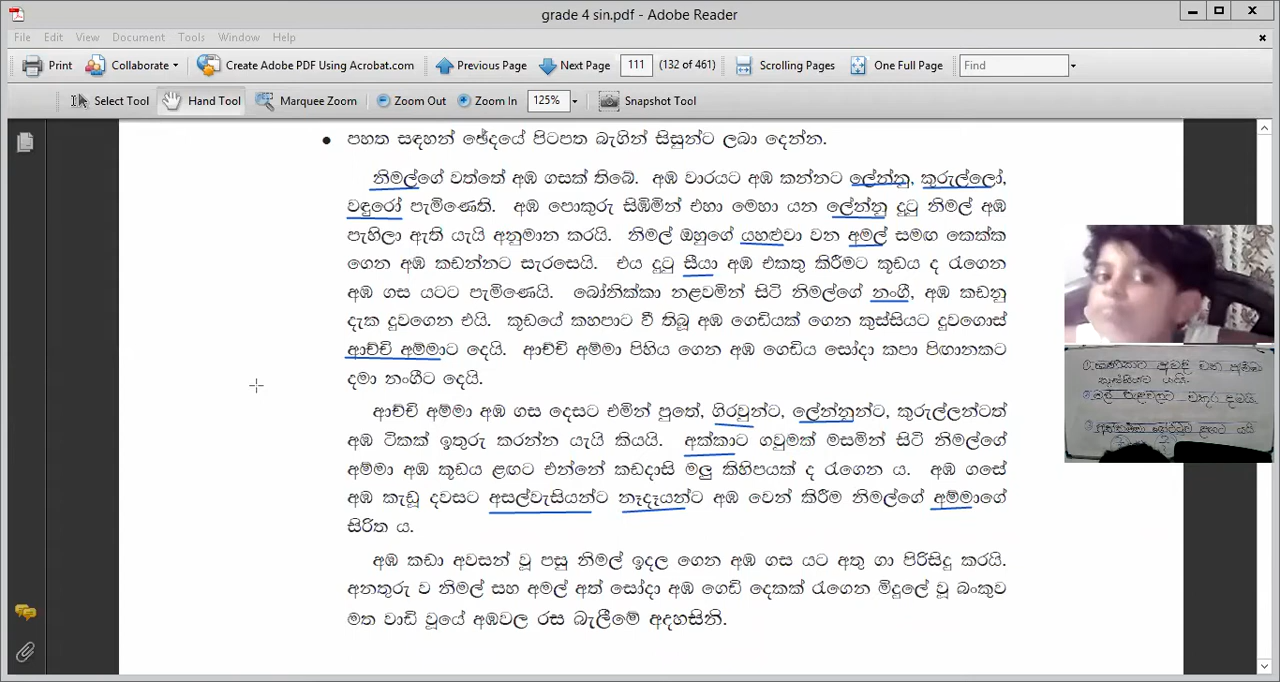 grade 4 sin.pdf - Adobe Reader
File Edit View Document Tools Window Help
Print Collaborate Create Adobe PDF Using Acrobat.com Previous Page Next Page 111 (132 of 461) Scrolling Pages One Full Page Find
Select Tool Hand Tool Marquee Zoom Zoom Out Zoom In 125% Snapshot Tool
• පහත සඳහන් ඡේදයේ පිටපත බැගින් සිසුන්ට ලබා දෙන්න.
නිමල්ගේ වත්තේ අඹ ගසක් තිබේ. අඹ වාරයට අඹ කන්නට ලේන්නු, කුරුල්ලෝ,
වඳුරෝ පැමිණෙති. අඹ පොකුරු සිඹිමින් එහා මෙහා යන ලේන්නු දුටු නිමල් අඹ
පැහිලා ඇති යැයි අනුමාන කරයි. නිමල් ඔහුගේ යහළුවා වන අමල් සමඟ කෙක්ක
ගෙන අඹ කඩන්නට සැරසෙයි. එය දුටු සීයා අඹ එකතු කිරීමට කූඩය ද රැගෙන
අඹ ගස යටට පැමිණෙයි. බෝනික්කා නළවමින් සිටි නිමල්ගේ නංගී, අඹ කඩනු
දැක දුවගෙන එයි. කූඩයේ කහපාට වී තිබූ අඹ ගෙඩියක් ගෙන කුස්සියට දුවගොස්
ආච්චි අම්මාට දෙයි. ආච්චි අම්මා පිහිය ගෙන අඹ ගෙඩිය සෝදා කපා පිඟානකට
දමා නංගීට දෙයි.
ආච්චි අම්මා අඹ ගස දෙසට එමින් පුතේ, ගිරවුන්ට, ලේන්නුන්ට, කුරුල්ලන්ටත්
අඹ ටිකක් ඉතුරු කරන්න යැයි කියයි. අක්කාට ගවුමක් මසමින් සිටි නිමල්ගේ
අම්මා අඹ කූඩය ළඟට එන්නේ කඩදාසි මලු කිහිපයක් ද රැගෙන ය. අඹ ගසේ
අඹ කැඩූ දවසට අසල්වැසියන්ට නෑදෑයන්ට අඹ වෙන් කිරීම නිමල්ගේ අම්මාගේ
සිරිත ය.
අඹ කඩා අවසන් වූ පසු නිමල් ඉදල ගෙන අඹ ගස යට අතු ගා පිරිසිදු කරයි.
අනතුරු ව නිමල් සහ අමල් අත් සෝදා අඹ ගෙඩි දෙකක් රැගෙන මිදුලේ වූ බංකුව
මත වාඩි වූයේ අඹවල රස බැලීමේ අදහසිනි.
කුස්සියට යයි.